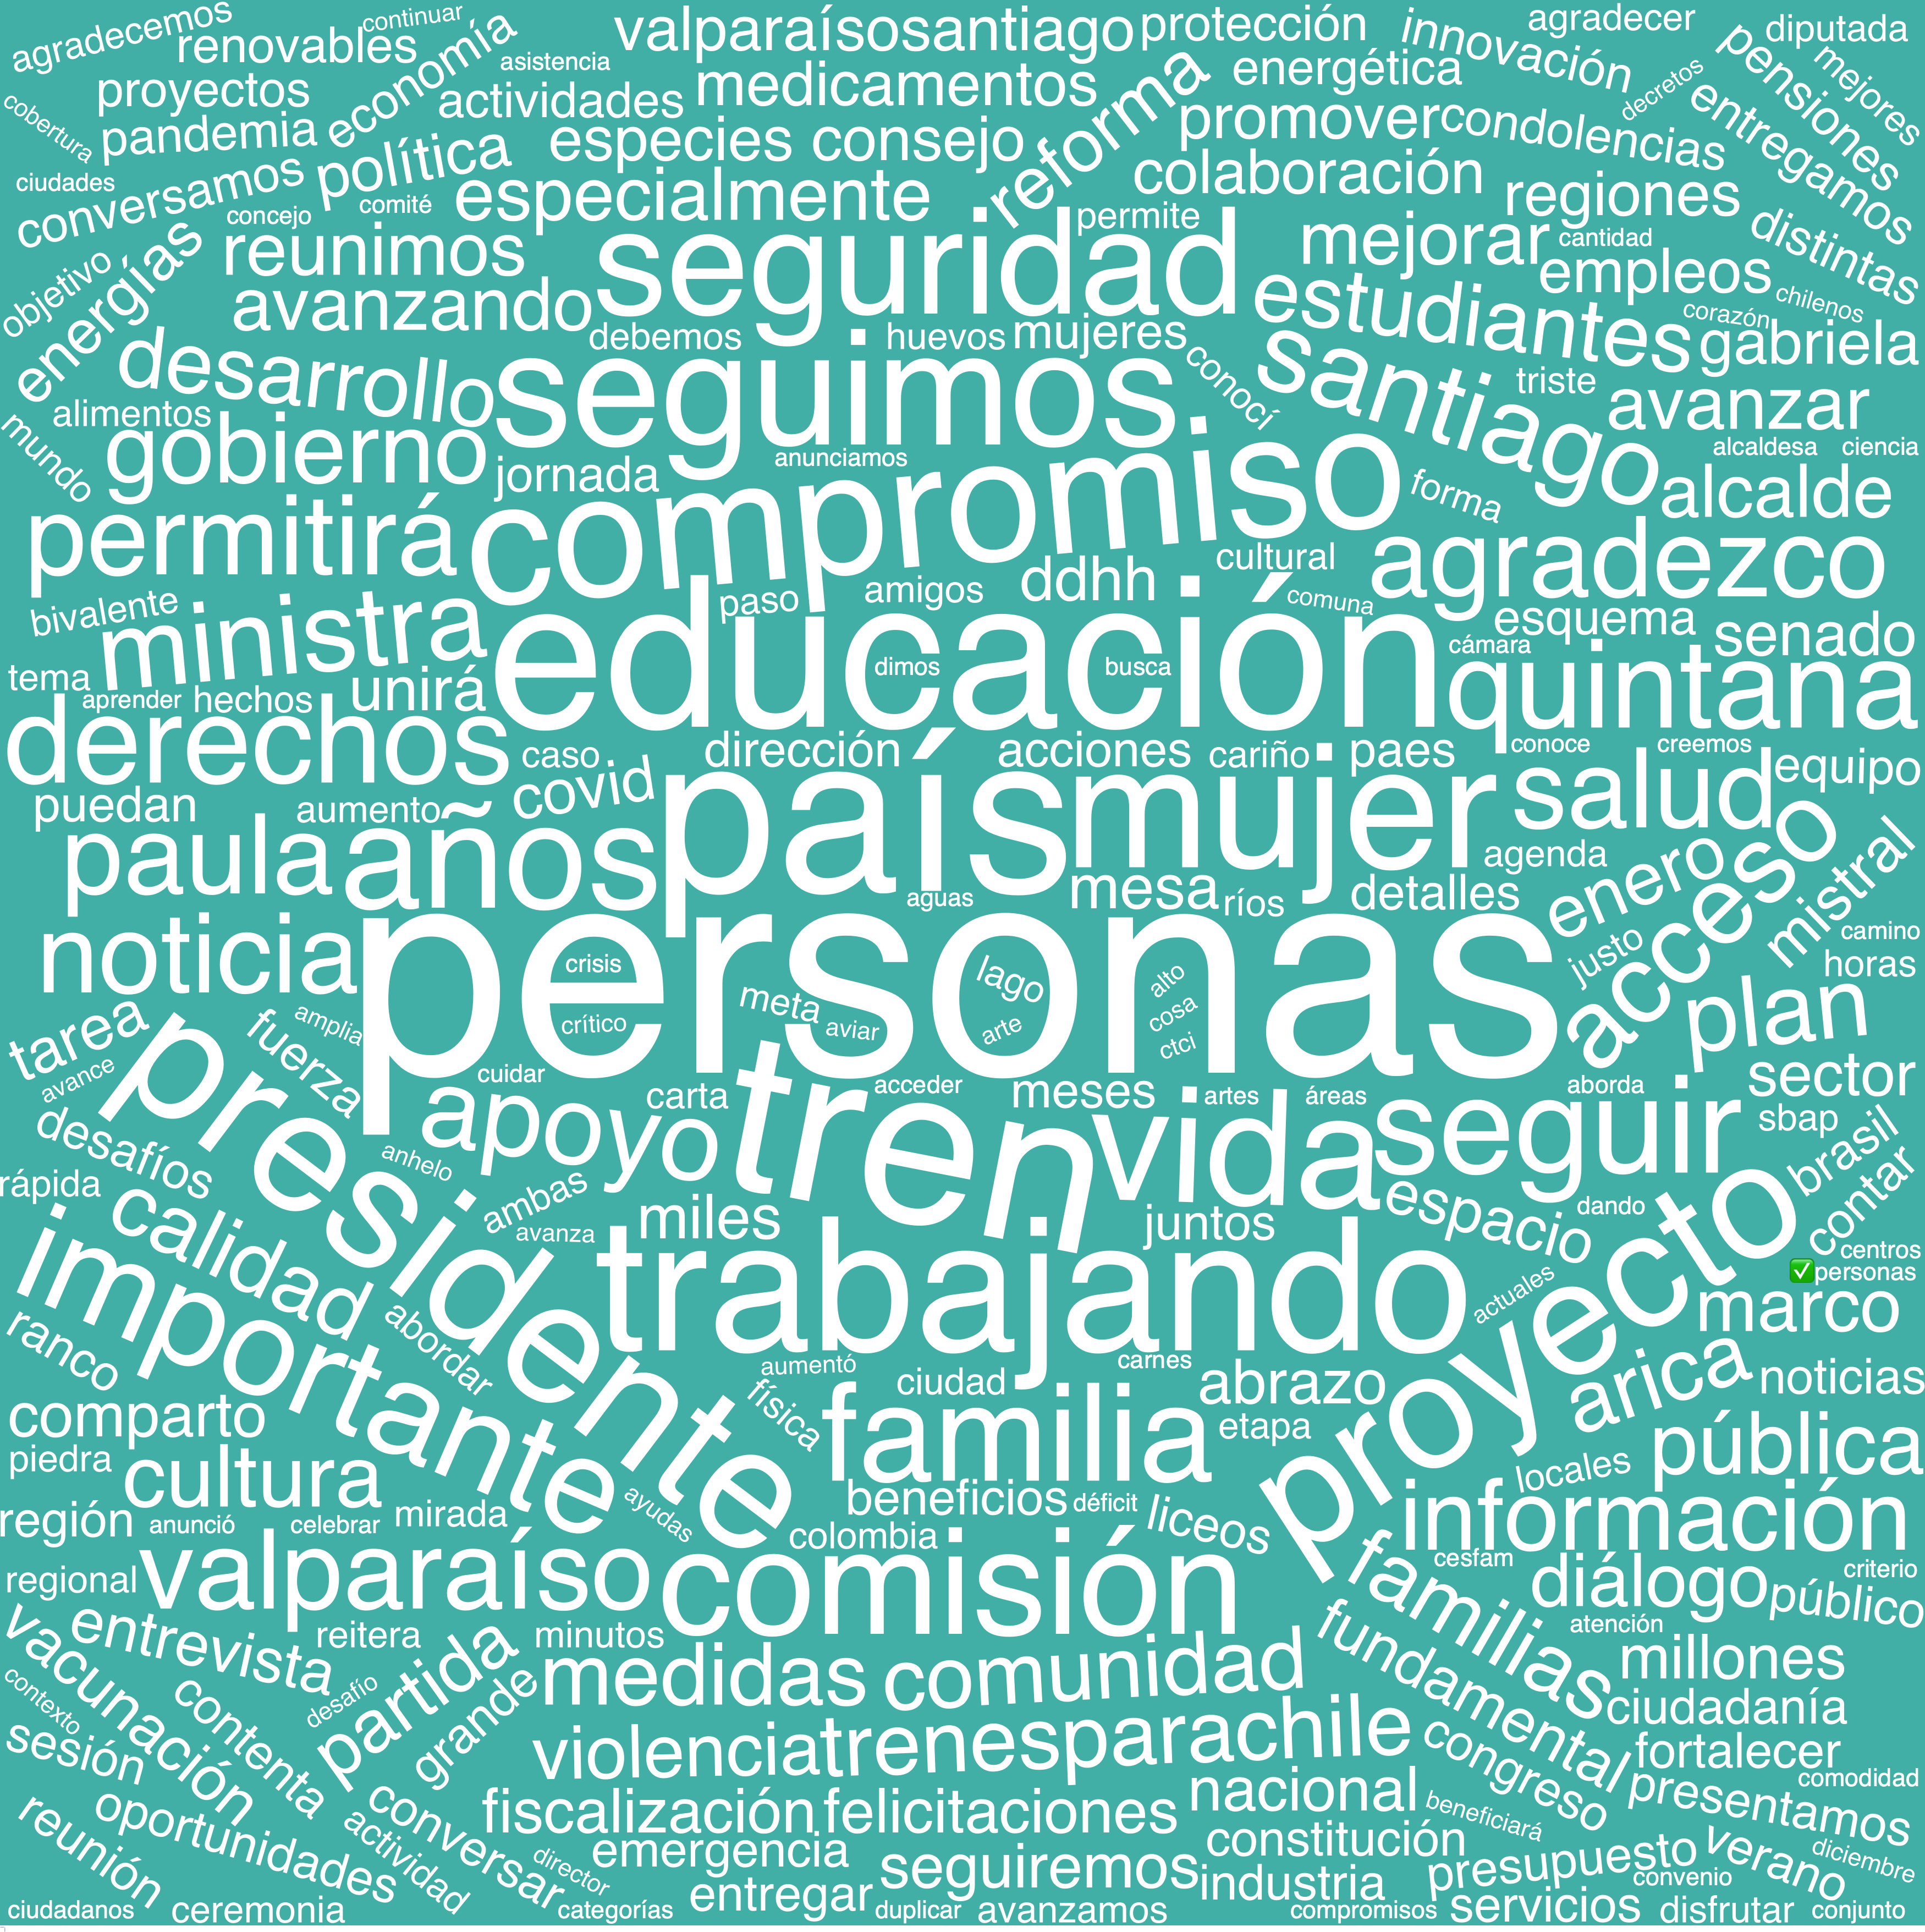 agradecemos
continuar
renovables
economía
asistencia
valparaísosantiago
protección
innovación
agradecer
diputada
proyectos
actividades
medicamentos
reforma
energética
decretos
pensiones
mejores
cobertura
pandemia
política
especies
consejo
promover
condolencias
entregamos
ciudades
conversamos
concejo
comité
especialmente
permite
colaboración
regiones
distintas
objetivo
energías
reunimos
seguridad
mejorar
cantidad
empleos
chilenos
avanzando
debemos
huevos
mujeres
estudiantes
corazón
gabriela
desarrollo
seguimos
conocí
santiago
triste
avanzar
alimentos
mundo
gobierno
jornada
anunciamos
compromiso
forma
alcaldesa
ciencia
alcalde
permitirá
cultural
agradezco
bivalente
ministra
paso
amigos
ddhh
comuna
esquema
senado
tema
aprender
hechos
unirá
educación
dimos
busca
cámara
quintana
derechos
caso
dirección
acciones
cariño
paes
conoce
creemos
puedan
aumento
covid
país
mujer
salud
equipo
paula
años
aguas
mesa
ríos
agenda
detalles
enero
acceso
mistral
noticia
personas
crisis
crítico
meta
aviar
lago
arte
alto
cosa
ctci
justo
camino
horas
tarea
avance
amplia
fuerza
plan
presidente
cuidar
carta
tren
acceder
meses
artes
áreas
aborda
sector
desafíos
anhelo
apoyo
vida
seguir
sbap
brasil
rápida
calidad
ambas
avanza
miles
juntos
espacio
dando
proyecto
contar
centros
importante
trabajando
✅personas
ranco
abordar
actuales
marco
aumentó
carnes
ciudad
abrazo
arica
noticias
comparto
física
familia
etapa
piedra
cultura
locales
pública
región
anunció
celebrar
mirada
ayudas
beneficios
déficit
liceos
información
colombia
regional
valparaíso
comisión
cesfam
familias
diálogo
criterio
público
vacunación
entrevista
reitera
minutos
atención
contexto
contenta
desafío
partida
grande
medidas
comunidad
fundamental
millones
ciudadanía
sesión
violencia
trenesparachile
congreso
fortalecer
comodidad
reunión
oportunidades
actividad
conversar
fiscalización
felicitaciones
nacional
beneficiará
presentamos
emergencia
constitución
director
seguiremos
industria
presupuesto
convenio
verano
diciembre
ciudadanos
ceremonia
categorías
entregar
duplicar
avanzamos
compromisos
servicios
disfrutar
conjunto